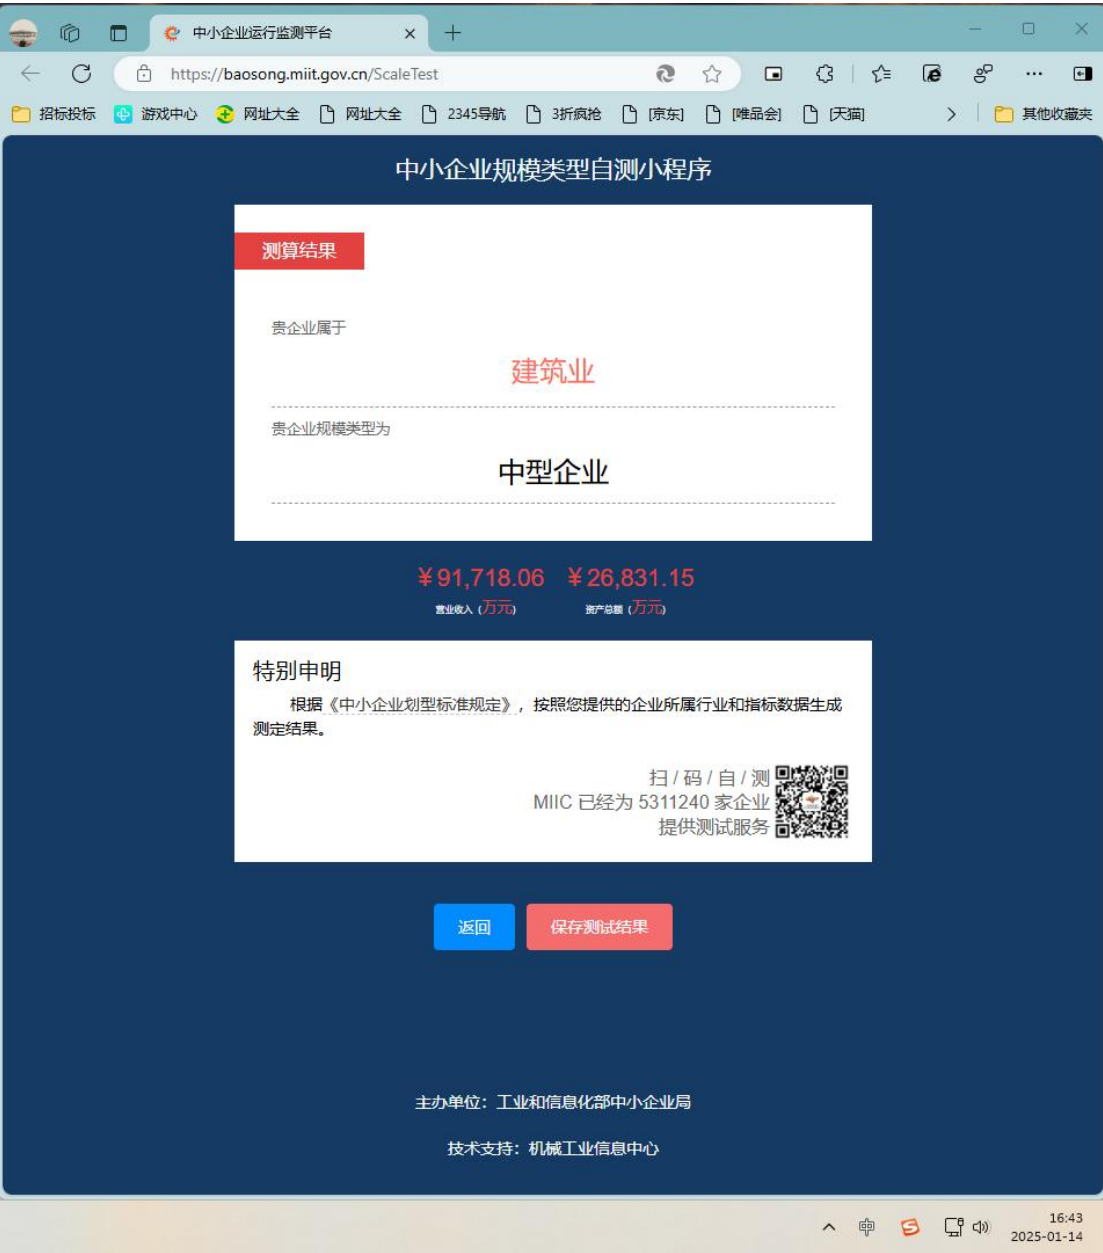 中小企业运行监测平台
https://baosong.miit.gov.cn/ScaleTest
招标投标 游戏中心 网址大全 网址大全 2345导航 3折疯抢 [京东] [唯品会] [天猫] 其他收藏夹
中小企业规模类型自测小程序
测算结果
贵企业属于
建筑业
贵企业规模类型为
中型企业
￥91,718.06 ￥26,831.15
营业收入 (万元) 资产总额 (万元)
特别申明
根据《中小企业划型标准规定》，按照您提供的企业所属行业和指标数据生成
测定结果。
扫 / 码 / 自 / 测
MIIC 已经为 5311240 家企业
提供测试服务
返回 保存测试结果
主办单位：工业和信息化部中小企业局
技术支持：机械工业信息中心
中 16:43
2025-01-14